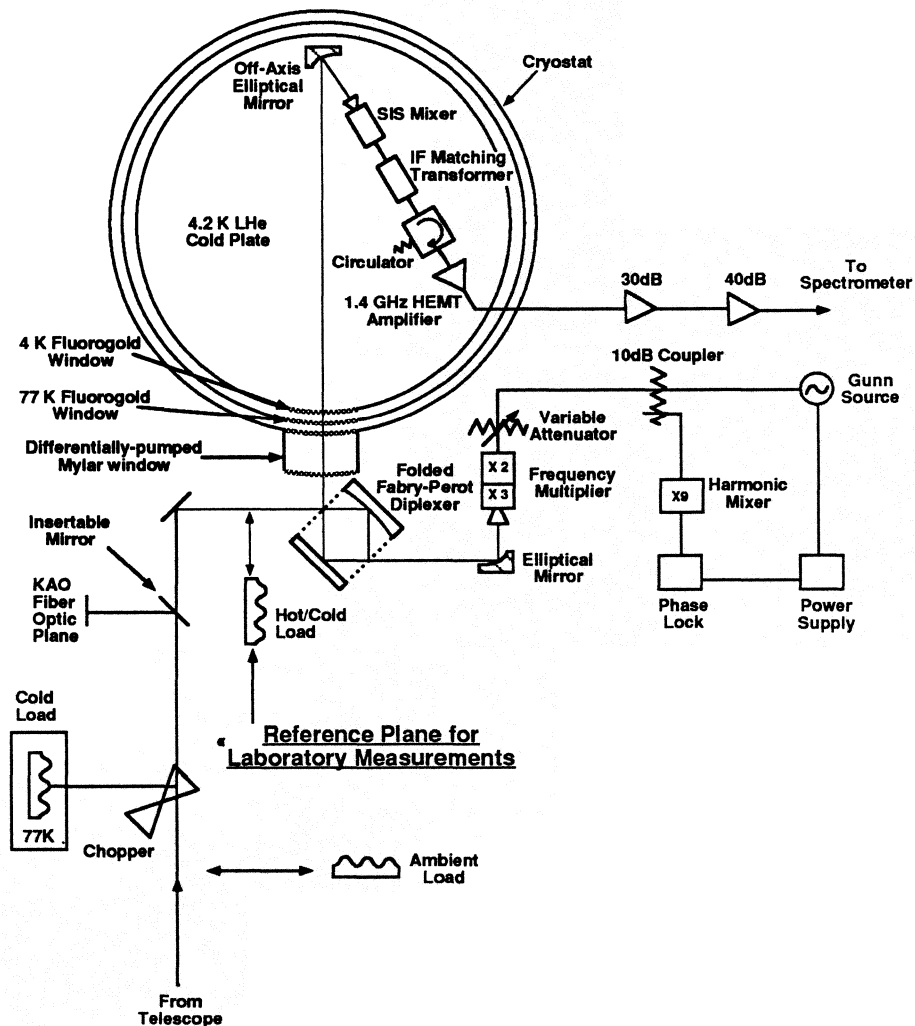 Off-Axis
Elliptical
Mirror
Cryostat
SIS Mixer
IF Matching
Transformer
4.2 K LHe
Cold Plate
Circulator
1.4 GHz HEMT
Amplifier
30dB
40dB
To
Spectrometer
4 K Fluorogold
Window
77 K Fluorogold
Window
Differentially-pumped
Mylar window
10dB Coupler
Gunn
Source
Variable
Attenuator
Folded
Fabry-Perot
Diplexer
X 2
X 3
Frequency
Multiplier
X9
Harmonic
Mixer
Insertable
Mirror
KAO
Fiber
Optic
Plane
Hot/Cold
Load
Elliptical
Mirror
Phase
Lock
Power
Supply
Cold
Load
77K
Reference Plane for
Laboratory Measurements
Chopper
Ambient
Load
From
Telescope